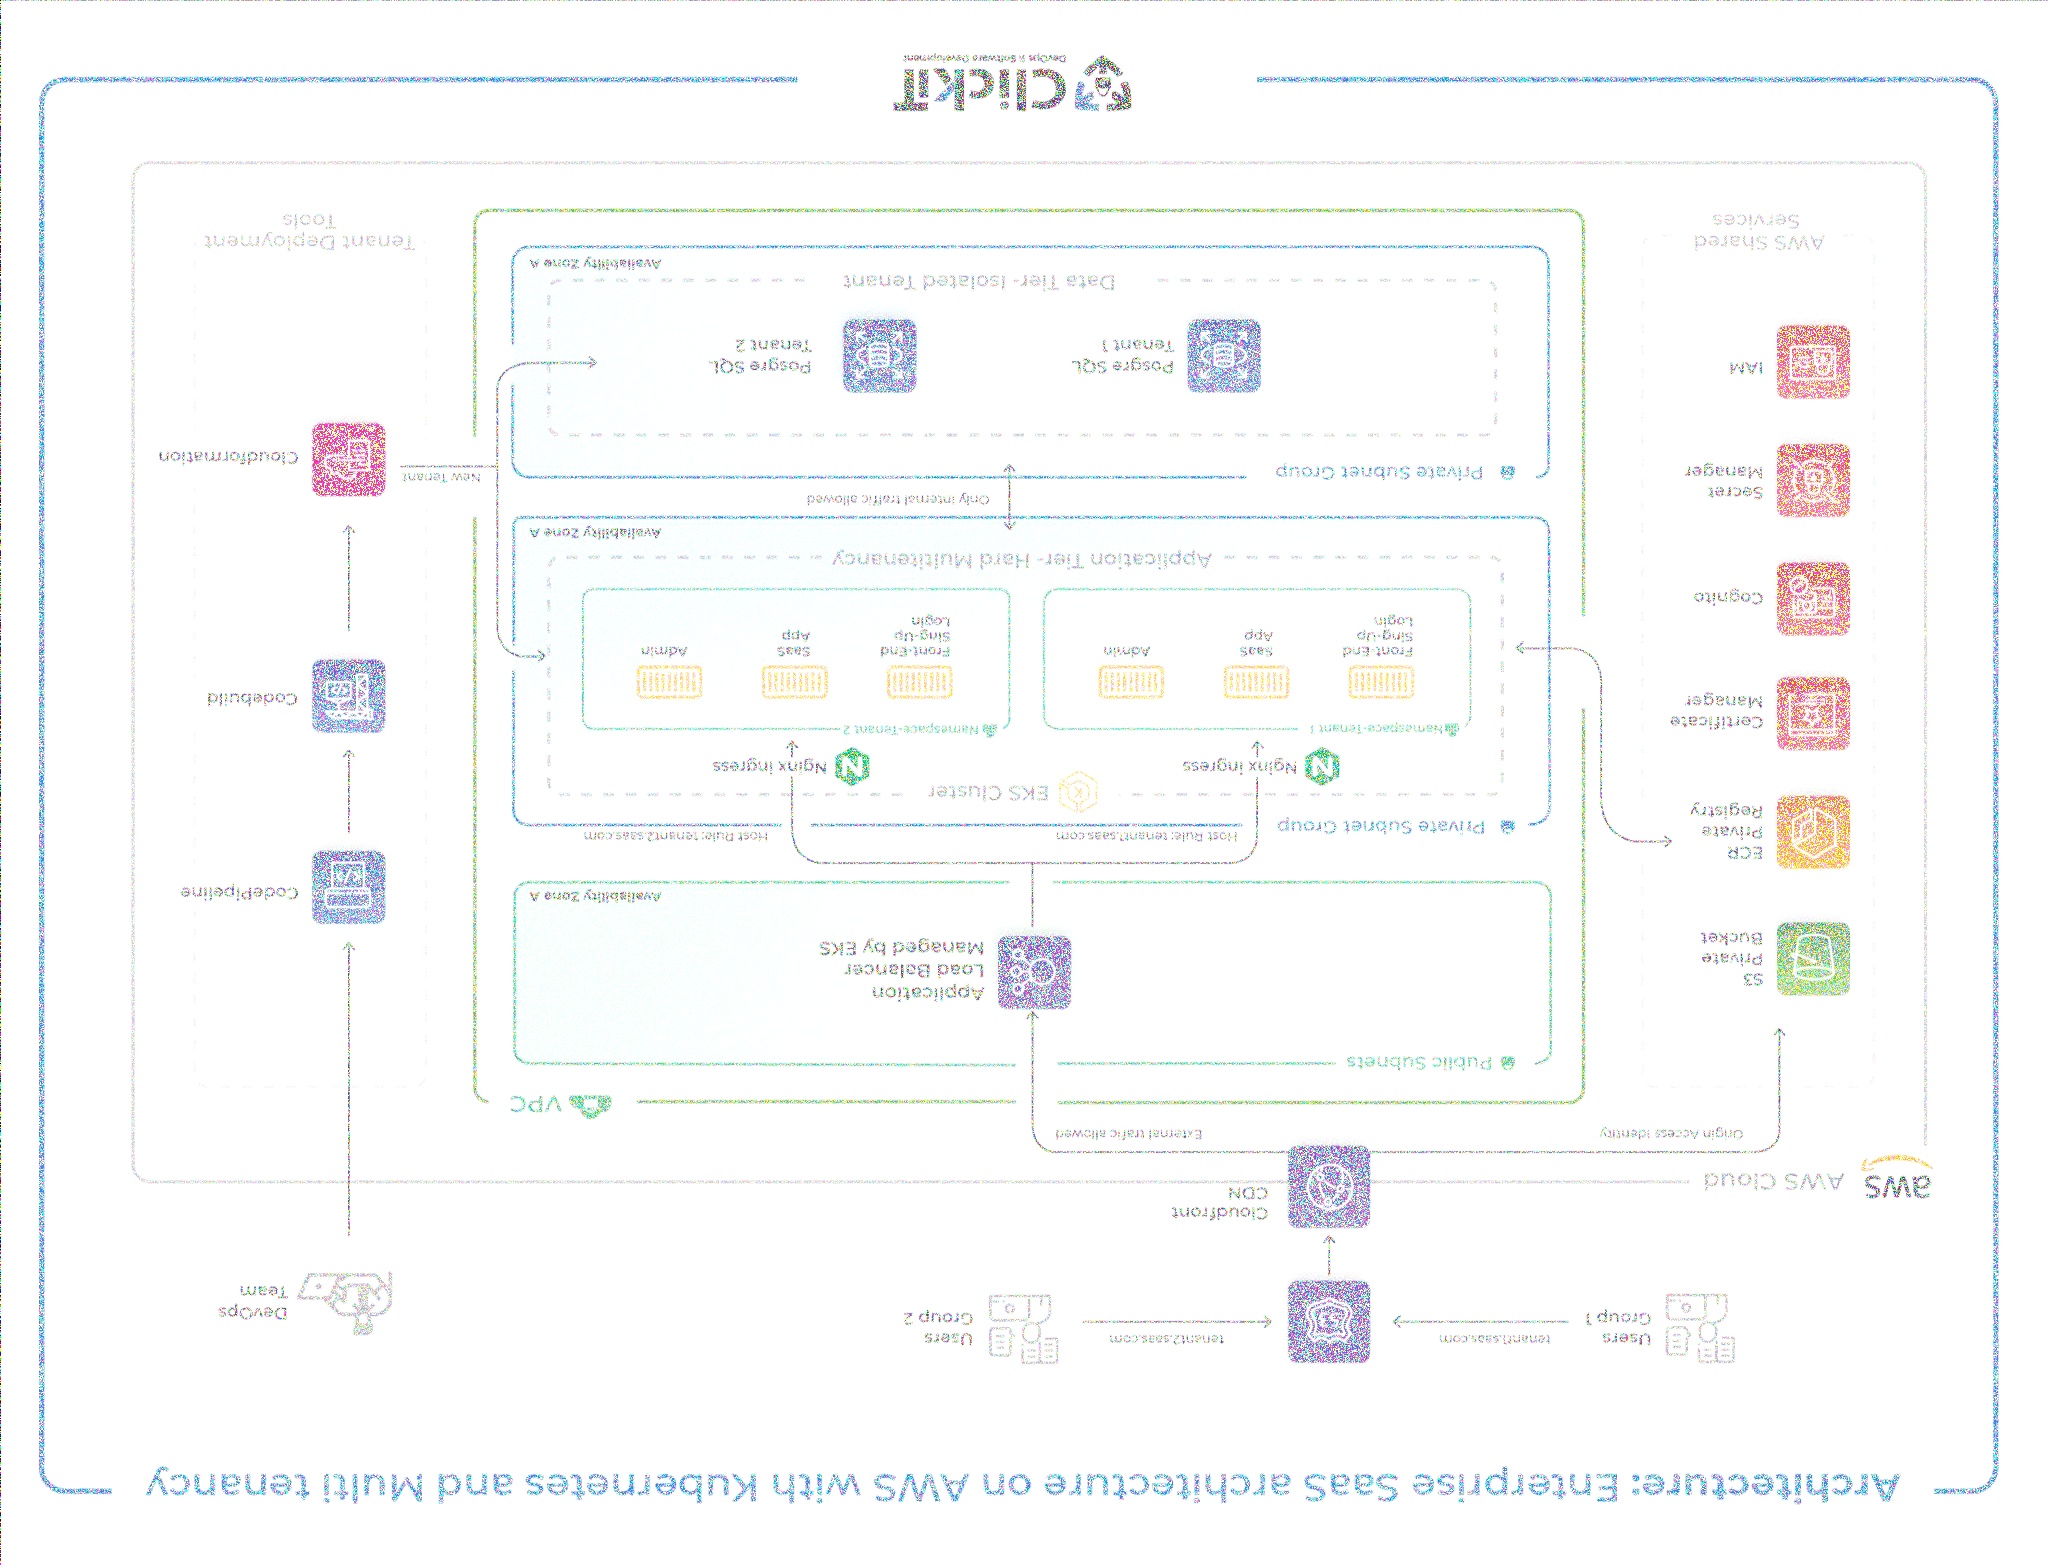 Architecture: Enterprise SaaS architecture on AWS with Kubernetes and Multi tenancy
Users
Group 1
tenant1.saas.com
tenant2.saas.com
Users
Group 2
DevOps
Team
Cloudfront
CDN
aws
AWS Cloud
Origin Access Identity
External traffic allowed
VPC
Public Subnets
S3
Private
Bucket
Application
Load Balancer
Managed by EKS
Availability Zone A
CodePipeline
ECR
Private
Registry
Private Subnet Group
Host Rule: tenant1.saas.com
Host Rule: tenant2.saas.com
EKS Cluster
Nginx ingress
Nginx ingress
Namespace-Tenant 1
Namespace-Tenant 2
Certificate
Manager
Codebuild
Front-End
Sing-Up
Login
SaaS
App
Admin
Front-End
Sing-Up
Login
SaaS
App
Admin
Cognito
Application Tier- Hard Multitenancy
Availability Zone A
Only internal traffic allowed
Secret
Manager
Private Subnet Group
New Tenant
Cloudformation
IAM
Posgre SQL
Tenant 1
Posgre SQL
Tenant 2
Data Tier- Isolated Tenant
Availability Zone A
AWS Shared
Services
Tenant Deployment
Tools
ClickIT
DevOps & Software Development